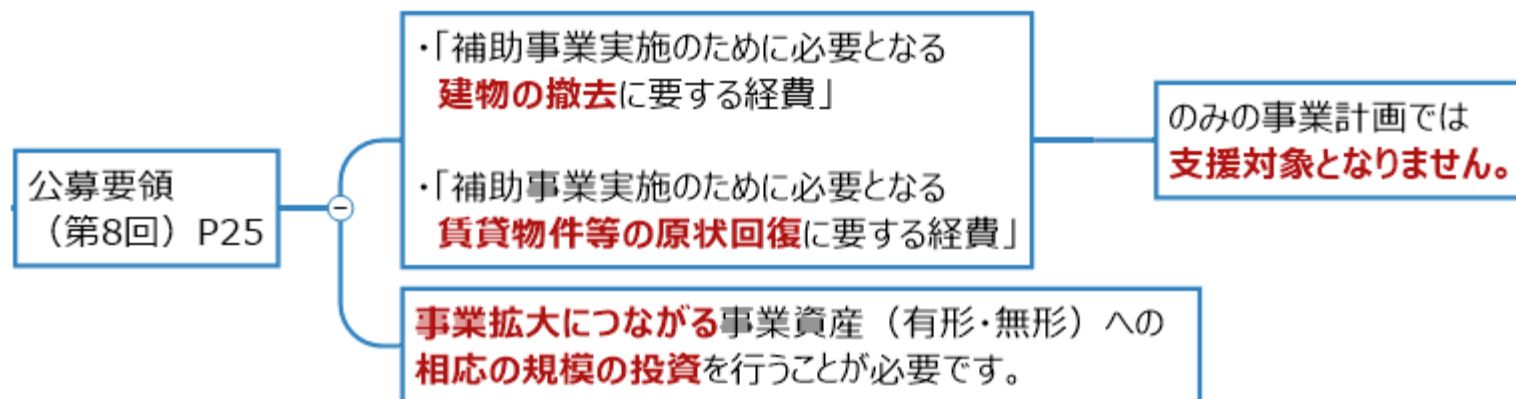 公募要領
（第8回）P25
・「補助事業実施のために必要となる
建物の撤去に要する経費」
・「補助事業実施のために必要となる
賃貸物件等の原状回復に要する経費」
のみの事業計画では
支援対象となりません。
事業拡大につながる事業資産（有形・無形）への
相応の規模の投資を行うことが必要です。